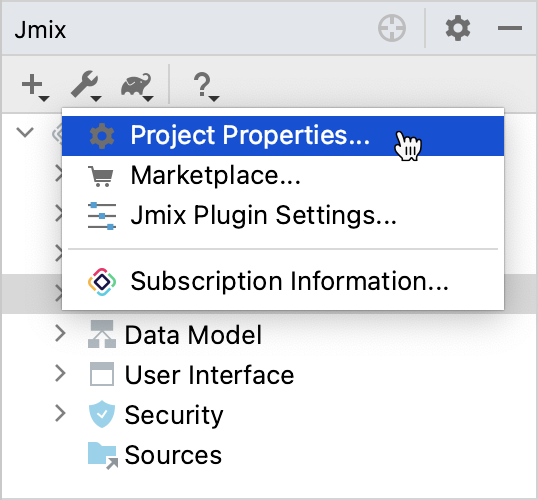 Jmix
?
Project Properties...
Marketplace...
Jmix Plugin Settings...
Subscription Information...
Data Model
User Interface
Security
Sources